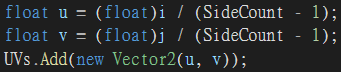 float u = (float)i / (SideCount - 1);
float v = (float)j / (SideCount - 1);
UVs.Add(new Vector2(u, v));